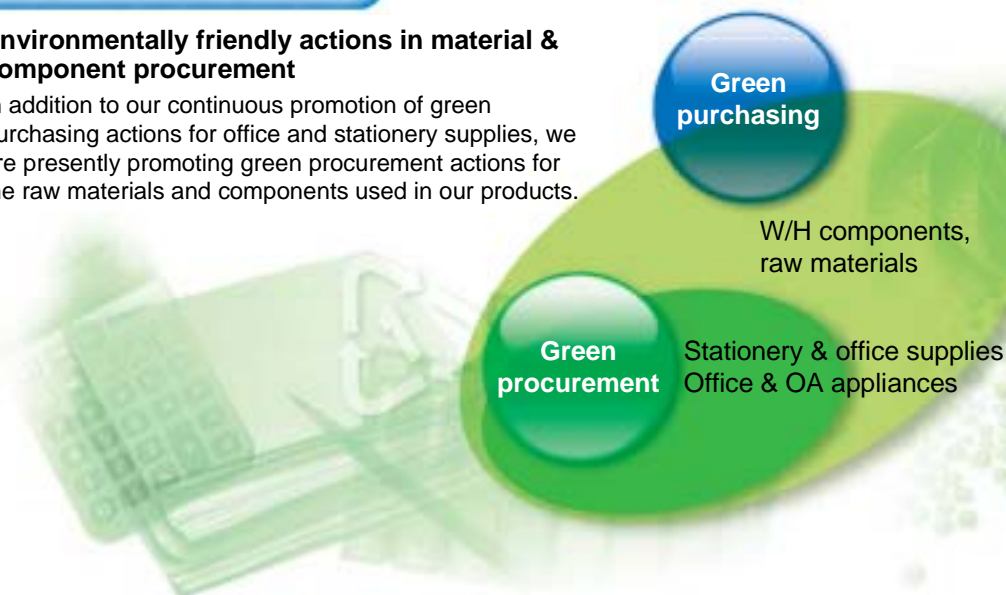 nvironmentally friendly actions in material &
omponent procurement
addition to our continuous promotion of green
urchasing actions for office and stationery supplies, we
re presently promoting green procurement actions for
e raw materials and components used in our products.
Green
purchasing
W/H components,
raw materials
Green
procurement
Stationery & office supplies
Office & OA appliances